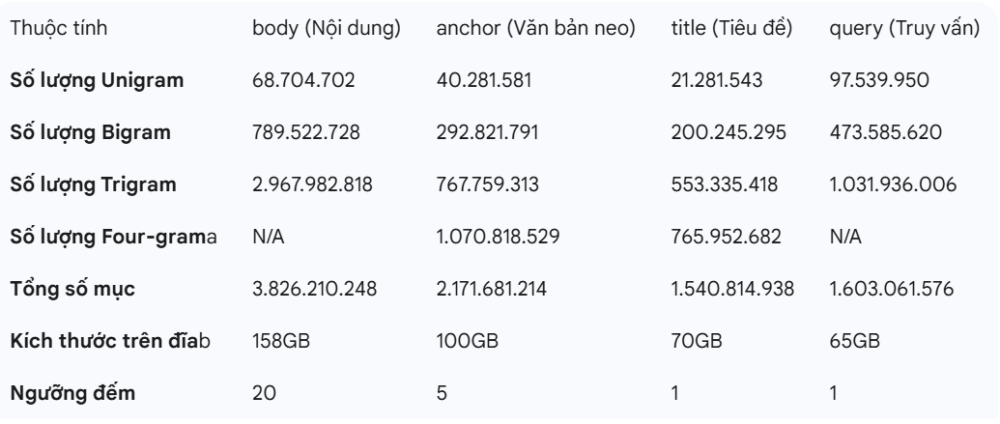 Thuộc tính body (Nội dung) anchor (Văn bản neo) title (Tiêu đề) query (Truy vấn)
Số lượng Unigram 68.704.702 40.281.581 21.281.543 97.539.950
Số lượng Bigram 789.522.728 292.821.791 200.245.295 473.585.620
Số lượng Trigram 2.967.982.818 767.759.313 553.335.418 1.031.936.006
Số lượng Four-grama N/A 1.070.818.529 765.952.682 N/A
Tổng số mục 3.826.210.248 2.171.681.214 1.540.814.938 1.603.061.576
Kích thước trên đĩab 158GB 100GB 70GB 65GB
Ngưỡng đếm 20 5 1 1